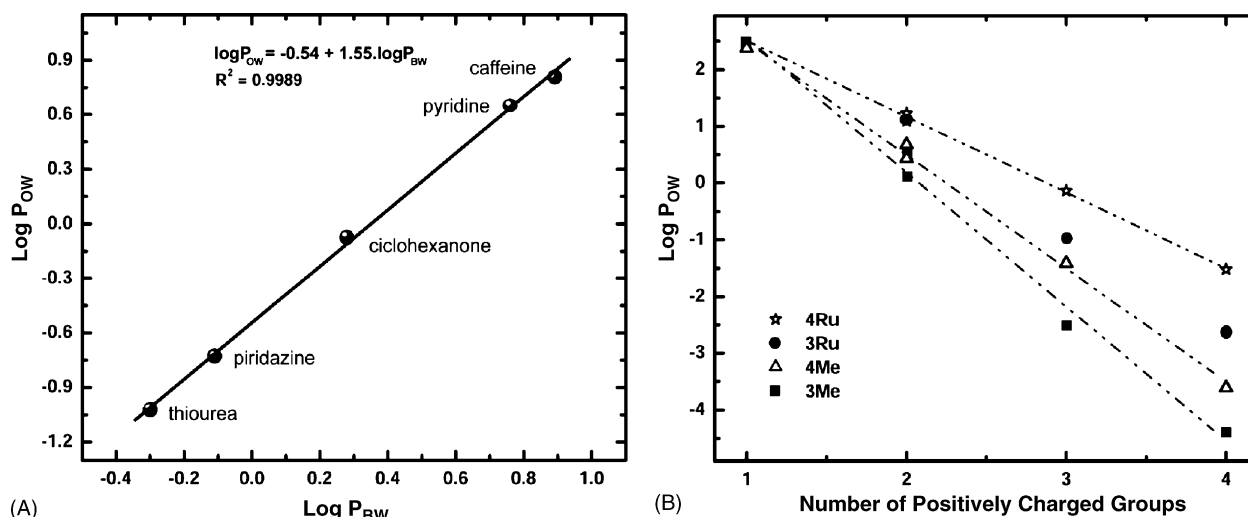 logP_OW = -0.54 + 1.55.logP_BW
R² = 0.9989
caffeine
pyridine
ciclohexanone
piridazine
thiourea
0.9
0.6
0.3
0.0
-0.3
-0.6
-0.9
-1.2
Log P_OW
-0.4 -0.2 0.0 0.2 0.4 0.6 0.8 1.0
Log P_BW
(A)
2
1
0
-1
-2
-3
-4
Log P_OW
4Ru
3Ru
4Me
3Me
1 2 3 4
Number of Positively Charged Groups
(B)